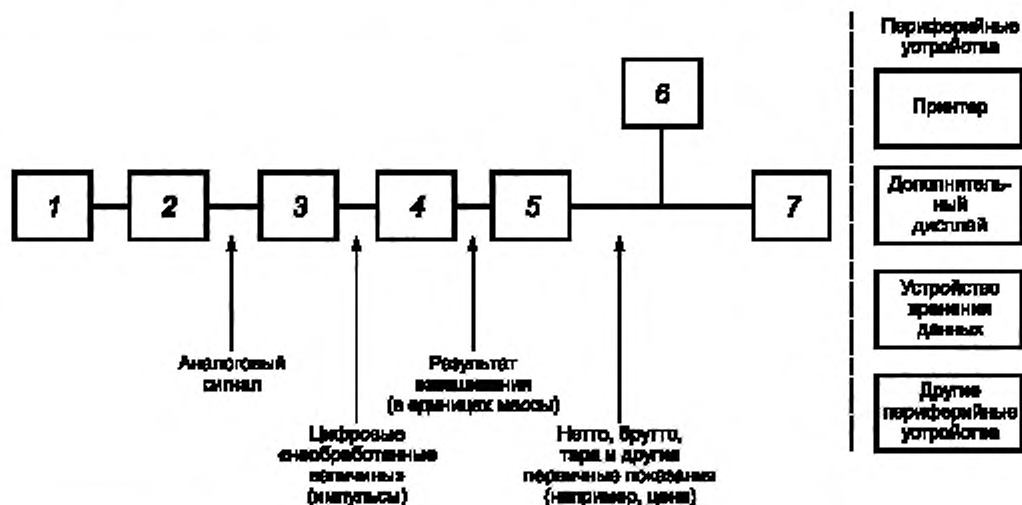 Периферийные
устройства
6
Принтер
1
2
3
4
5
7
Дополнитель-
ный
дисплей
Устройство
хранения
данных
Аналоговый
сигнал
Результат
взвешивания
(в единицах массы)
Другие
периферийные
устройства
Цифровые
«необработанные
величины»
(импульсы)
Нетто, брутто,
тара и другие
первичные показания
(например, цена)